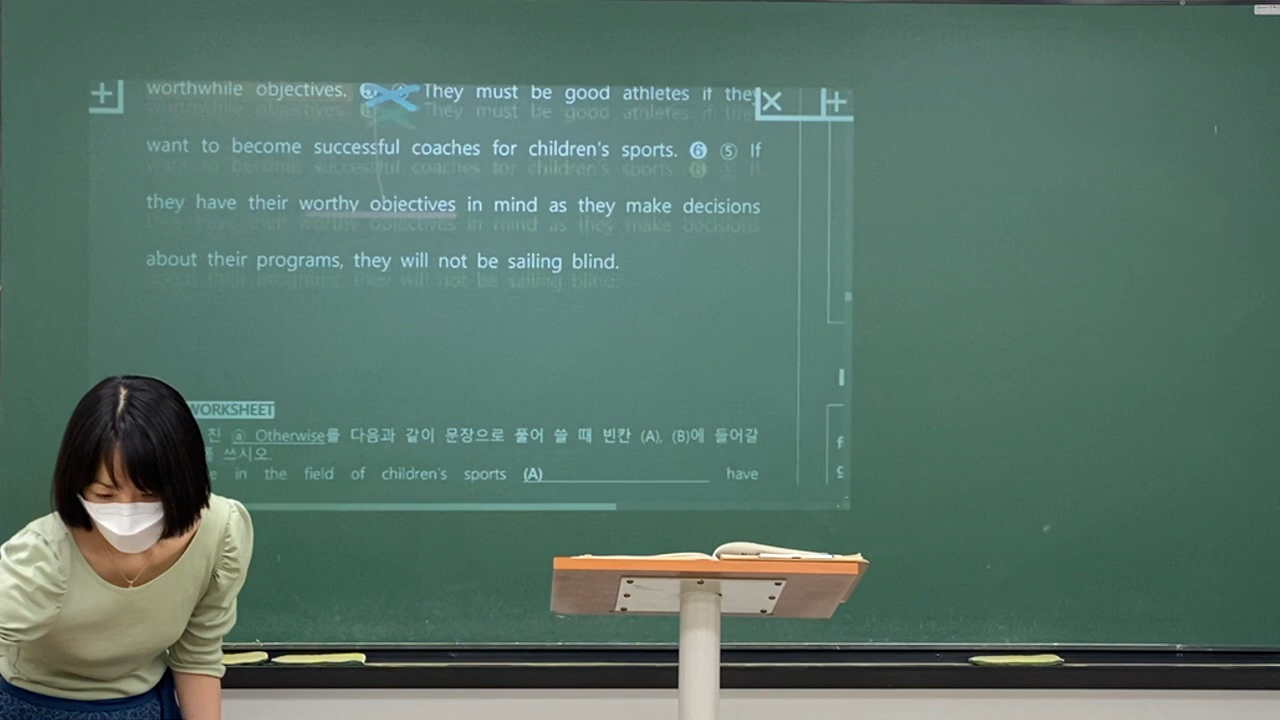 worthwhile objectives. They must be good athletes if they
want to become successful coaches for children's sports. ❻ ⑤ If
they have their worthy objectives in mind as they make decisions
about their programs, they will not be sailing blind.
WORKSHEET
친 ⓐ Otherwise를 다음과 같이 문장으로 풀어 쓸 때 빈칸 (A), (B)에 들어갈
쓰시오.
in the field of children's sports (A) have